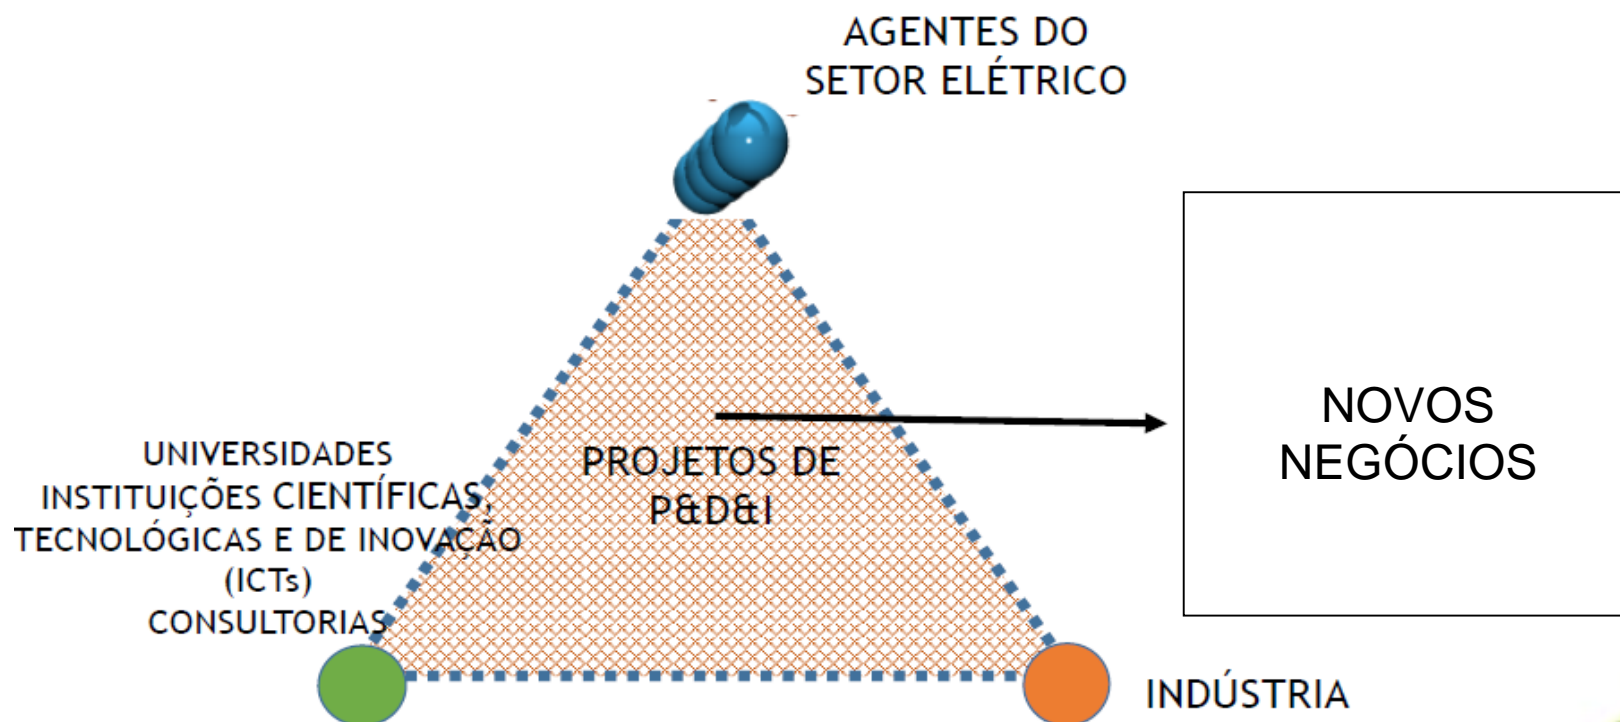 AGENTES DO
SETOR ELÉTRICO
NOVOS
NEGÓCIOS
UNIVERSIDADES
INSTITUIÇÕES CIENTÍFICAS,
TECNOLÓGICAS E DE INOVAÇÃO
(ICTs)
CONSULTORIAS
PROJETOS DE
P&D&I
INDÚSTRIA